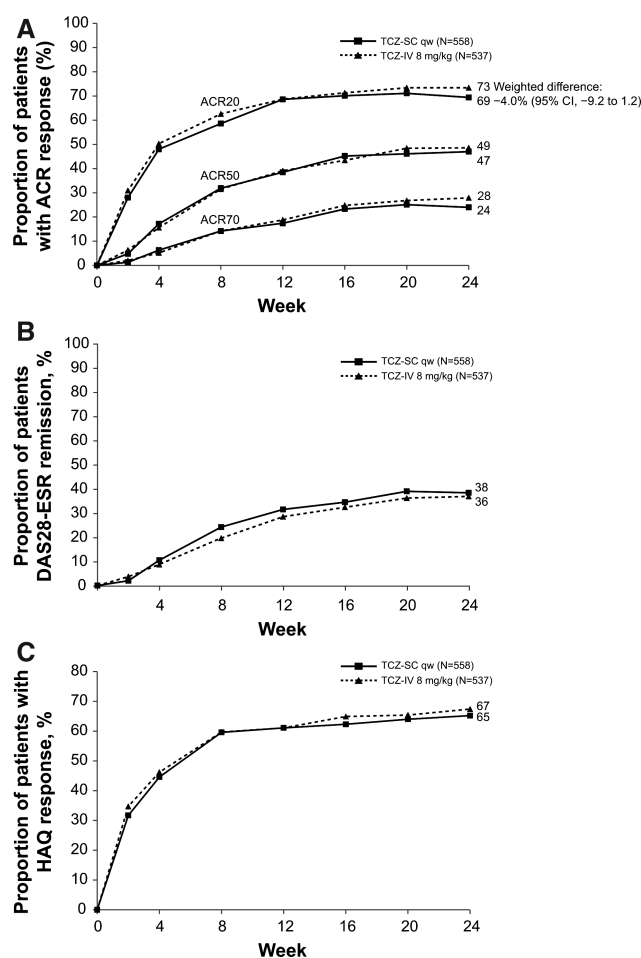 A
Proportion of patients
with ACR response (%)
100
90
80
70
60
50
40
30
20
10
0
TCZ-SC qw (N=558)
TCZ-IV 8 mg/kg (N=537)
ACR20
ACR50
ACR70
73 Weighted difference:
69 −4.0% (95% CI, −9.2 to 1.2)
49
47
28
24
0 4 8 12 16 20 24
Week
B
Proportion of patients
DAS28-ESR remission, %
100
90
80
70
60
50
40
30
20
10
0
TCZ-SC qw (N=558)
TCZ-IV 8 mg/kg (N=537)
38
36
4 8 12 16 20 24
Week
C
Proportion of patients with
HAQ response, %
80
70
60
50
40
30
20
10
0
TCZ-SC qw (N=558)
TCZ-IV 8 mg/kg (N=537)
67
65
0 4 8 12 16 20 24
Week